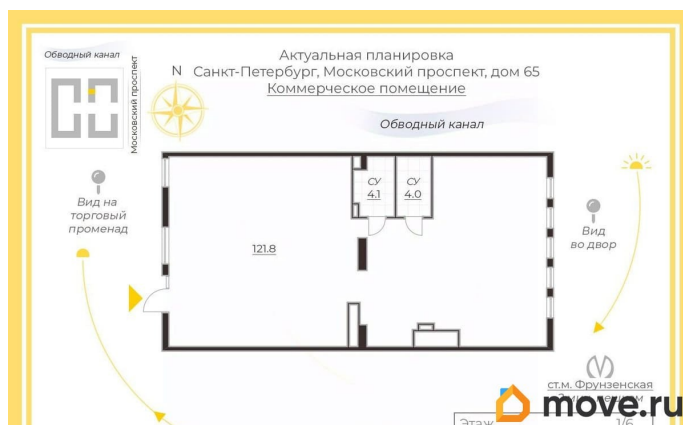 Обводный канал
Московский проспект
Актуальная планировка
N
Санкт-Петербург, Московский проспект, дом 65
Коммерческое помещение
Обводный канал
Вид на
торговый
променад
СУ
4.1
СУ
4.0
Вид
во двор
121.8
ст.м. Фрунзенская
move.ru
Этаж
1/6